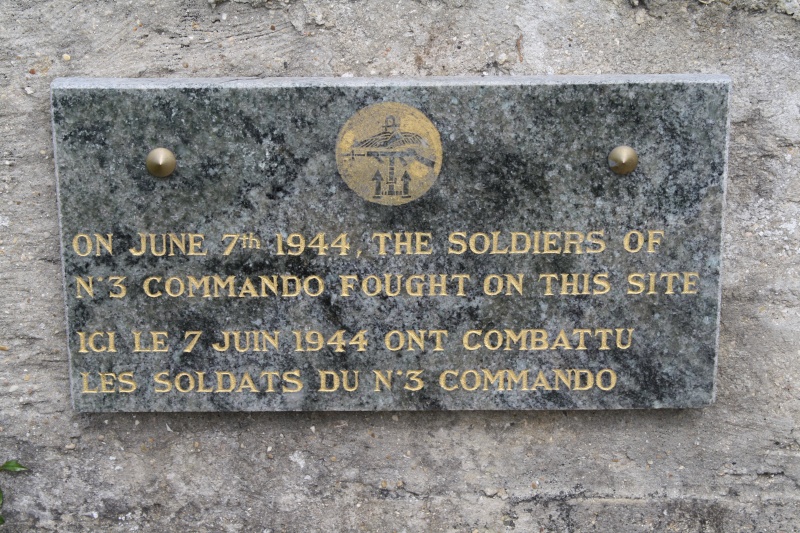 ON JUNE 7th 1944, THE SOLDIERS OF
N°3 COMMANDO FOUGHT ON THIS SITE
ICI LE 7 JUIN 1944 ONT COMBATTU
LES SOLDATS DU N°3 COMMANDO